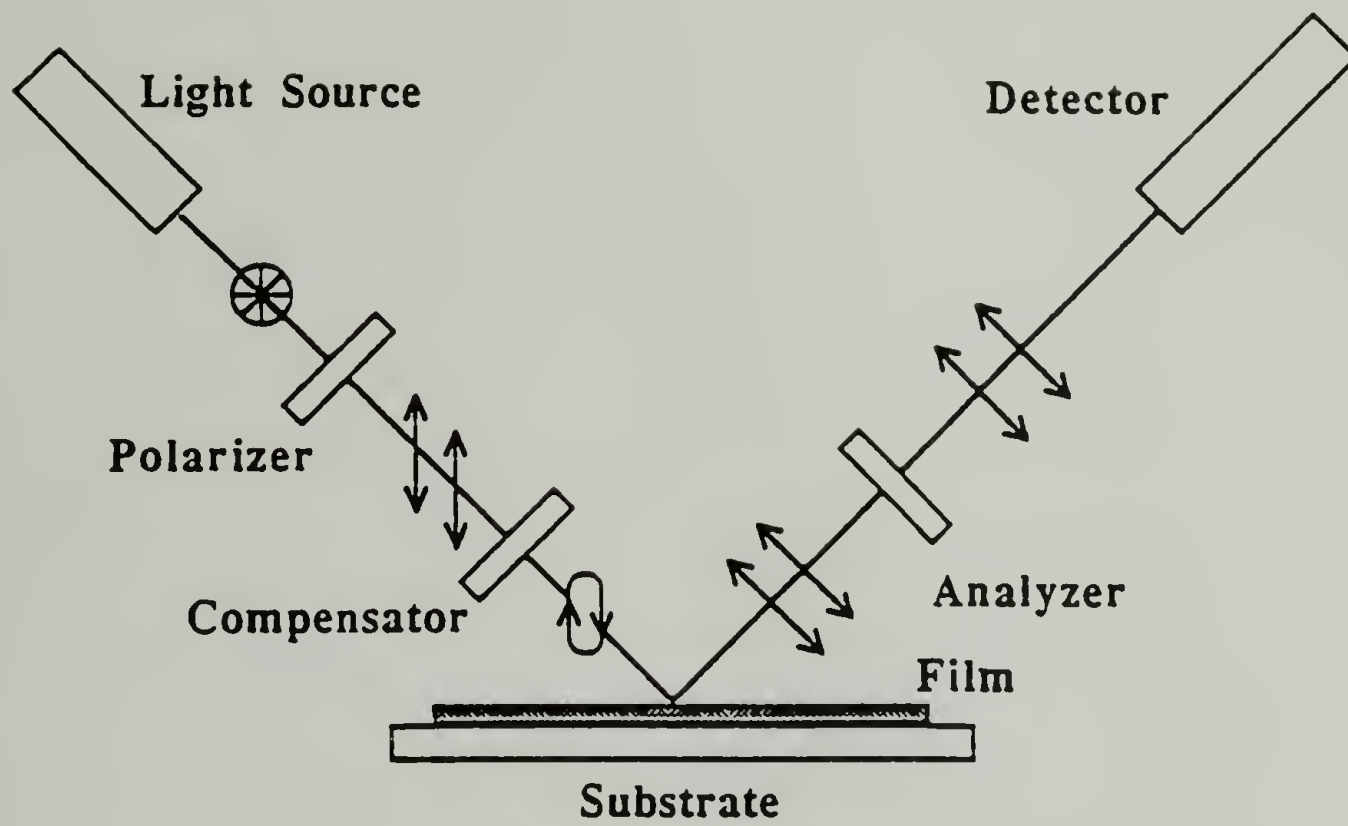 Light Source
Detector
Polarizer
Compensator
Analyzer
Film
Substrate